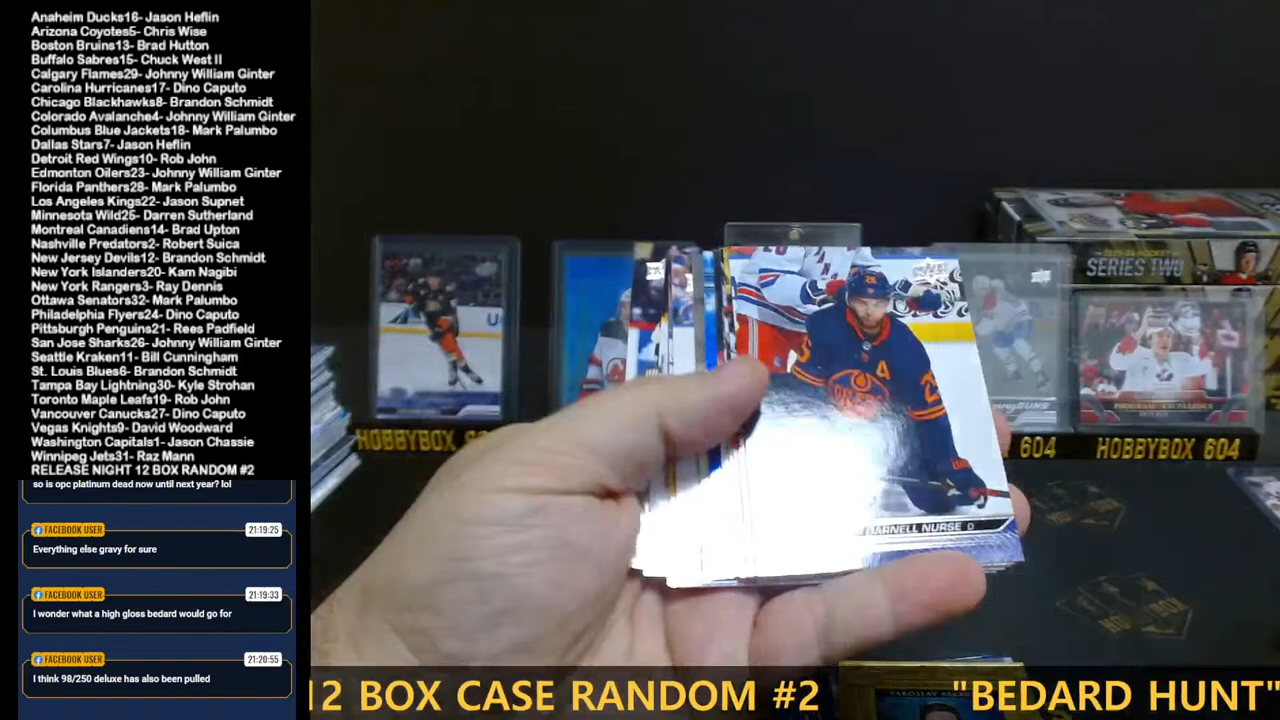 Anaheim Ducks16- Jason Heflin
Arizona Coyotes5- Chris Wise
Boston Bruins13- Brad Hutton
Buffalo Sabres15- Chuck West II
Calgary Flames29- Johnny William Ginter
Carolina Hurricanes17- Dino Caputo
Chicago Blackhawks8- Brandon Schmidt
Colorado Avalanche4- Johnny William Ginter
Columbus Blue Jackets18- Mark Palumbo
Dallas Stars7- Jason Heflin
Detroit Red Wings10- Rob John
Edmonton Oilers23- Johnny William Ginter
Florida Panthers28- Mark Palumbo
Los Angeles Kings22- Jason Supnet
Minnesota Wild25- Darren Sutherland
Montreal Canadiens14- Brad Upton
Nashville Predators2- Robert Suica
New Jersey Devils12- Brandon Schmidt
New York Islanders20- Kam Nagibi
New York Rangers3- Ray Dennis
Ottawa Senators32- Mark Palumbo
Philadelphia Flyers24- Dino Caputo
Pittsburgh Penguins21- Rees Padfield
San Jose Sharks26- Johnny William Ginter
Seattle Kraken11- Bill Cunningham
St. Louis Blues6- Brandon Schmidt
Tampa Bay Lightning30- Kyle Strohan
Toronto Maple Leafs19- Rob John
Vancouver Canucks27- Dino Caputo
Vegas Knights9- David Woodward
Washington Capitals1- Jason Chassie
Winnipeg Jets31- Raz Mann
RELEASE NIGHT 12 BOX RANDOM #2
so is opc platinum dead now until next year? lol
FACEBOOK USER 21:19:25
Everything else gravy for sure
FACEBOOK USER 21:19:33
I wonder what a high gloss bedard would go for
FACEBOOK USER 21:20:55
I think 98/250 deluxe has also been pulled
SERIES TWO
PROGRAM OF EXCELLENCE
HOBBYBOX
604
HOBBYBOX 604
DARNELL NURSE D
12 BOX CASE RANDOM #2 "BEDARD HUNT"